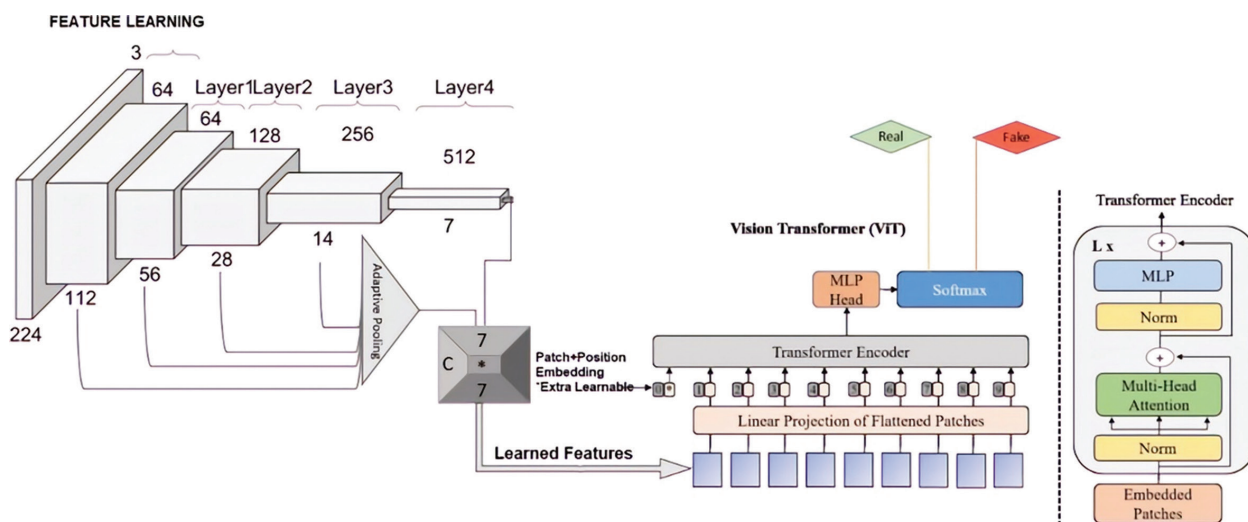 FEATURE LEARNING
3
64
Layer1
Layer2
Layer3
Layer4
64
128
256
512
7
14
28
56
112
224
Adaptive Pooling
7
C
*
7
Patch+Position
Embedding
*Extra Learnable
Learned Features
Real
Fake
Vision Transformer (ViT)
MLP
Head
Softmax
Transformer Encoder
0 *
1
2
3
4
5
6
7
8
9
Linear Projection of Flattened Patches
Transformer Encoder
L x
+
MLP
Norm
+
Multi-Head
Attention
Norm
Embedded
Patches